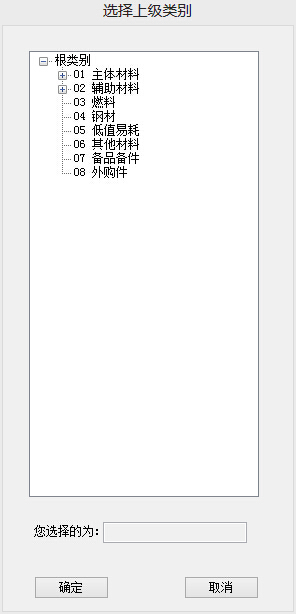 选择上级类别
根类别
01 主体材料
02 辅助材料
03 燃料
04 钢材
05 低值易耗
06 其他材料
07 备品备件
08 外购件
您选择的为:
确定 取消